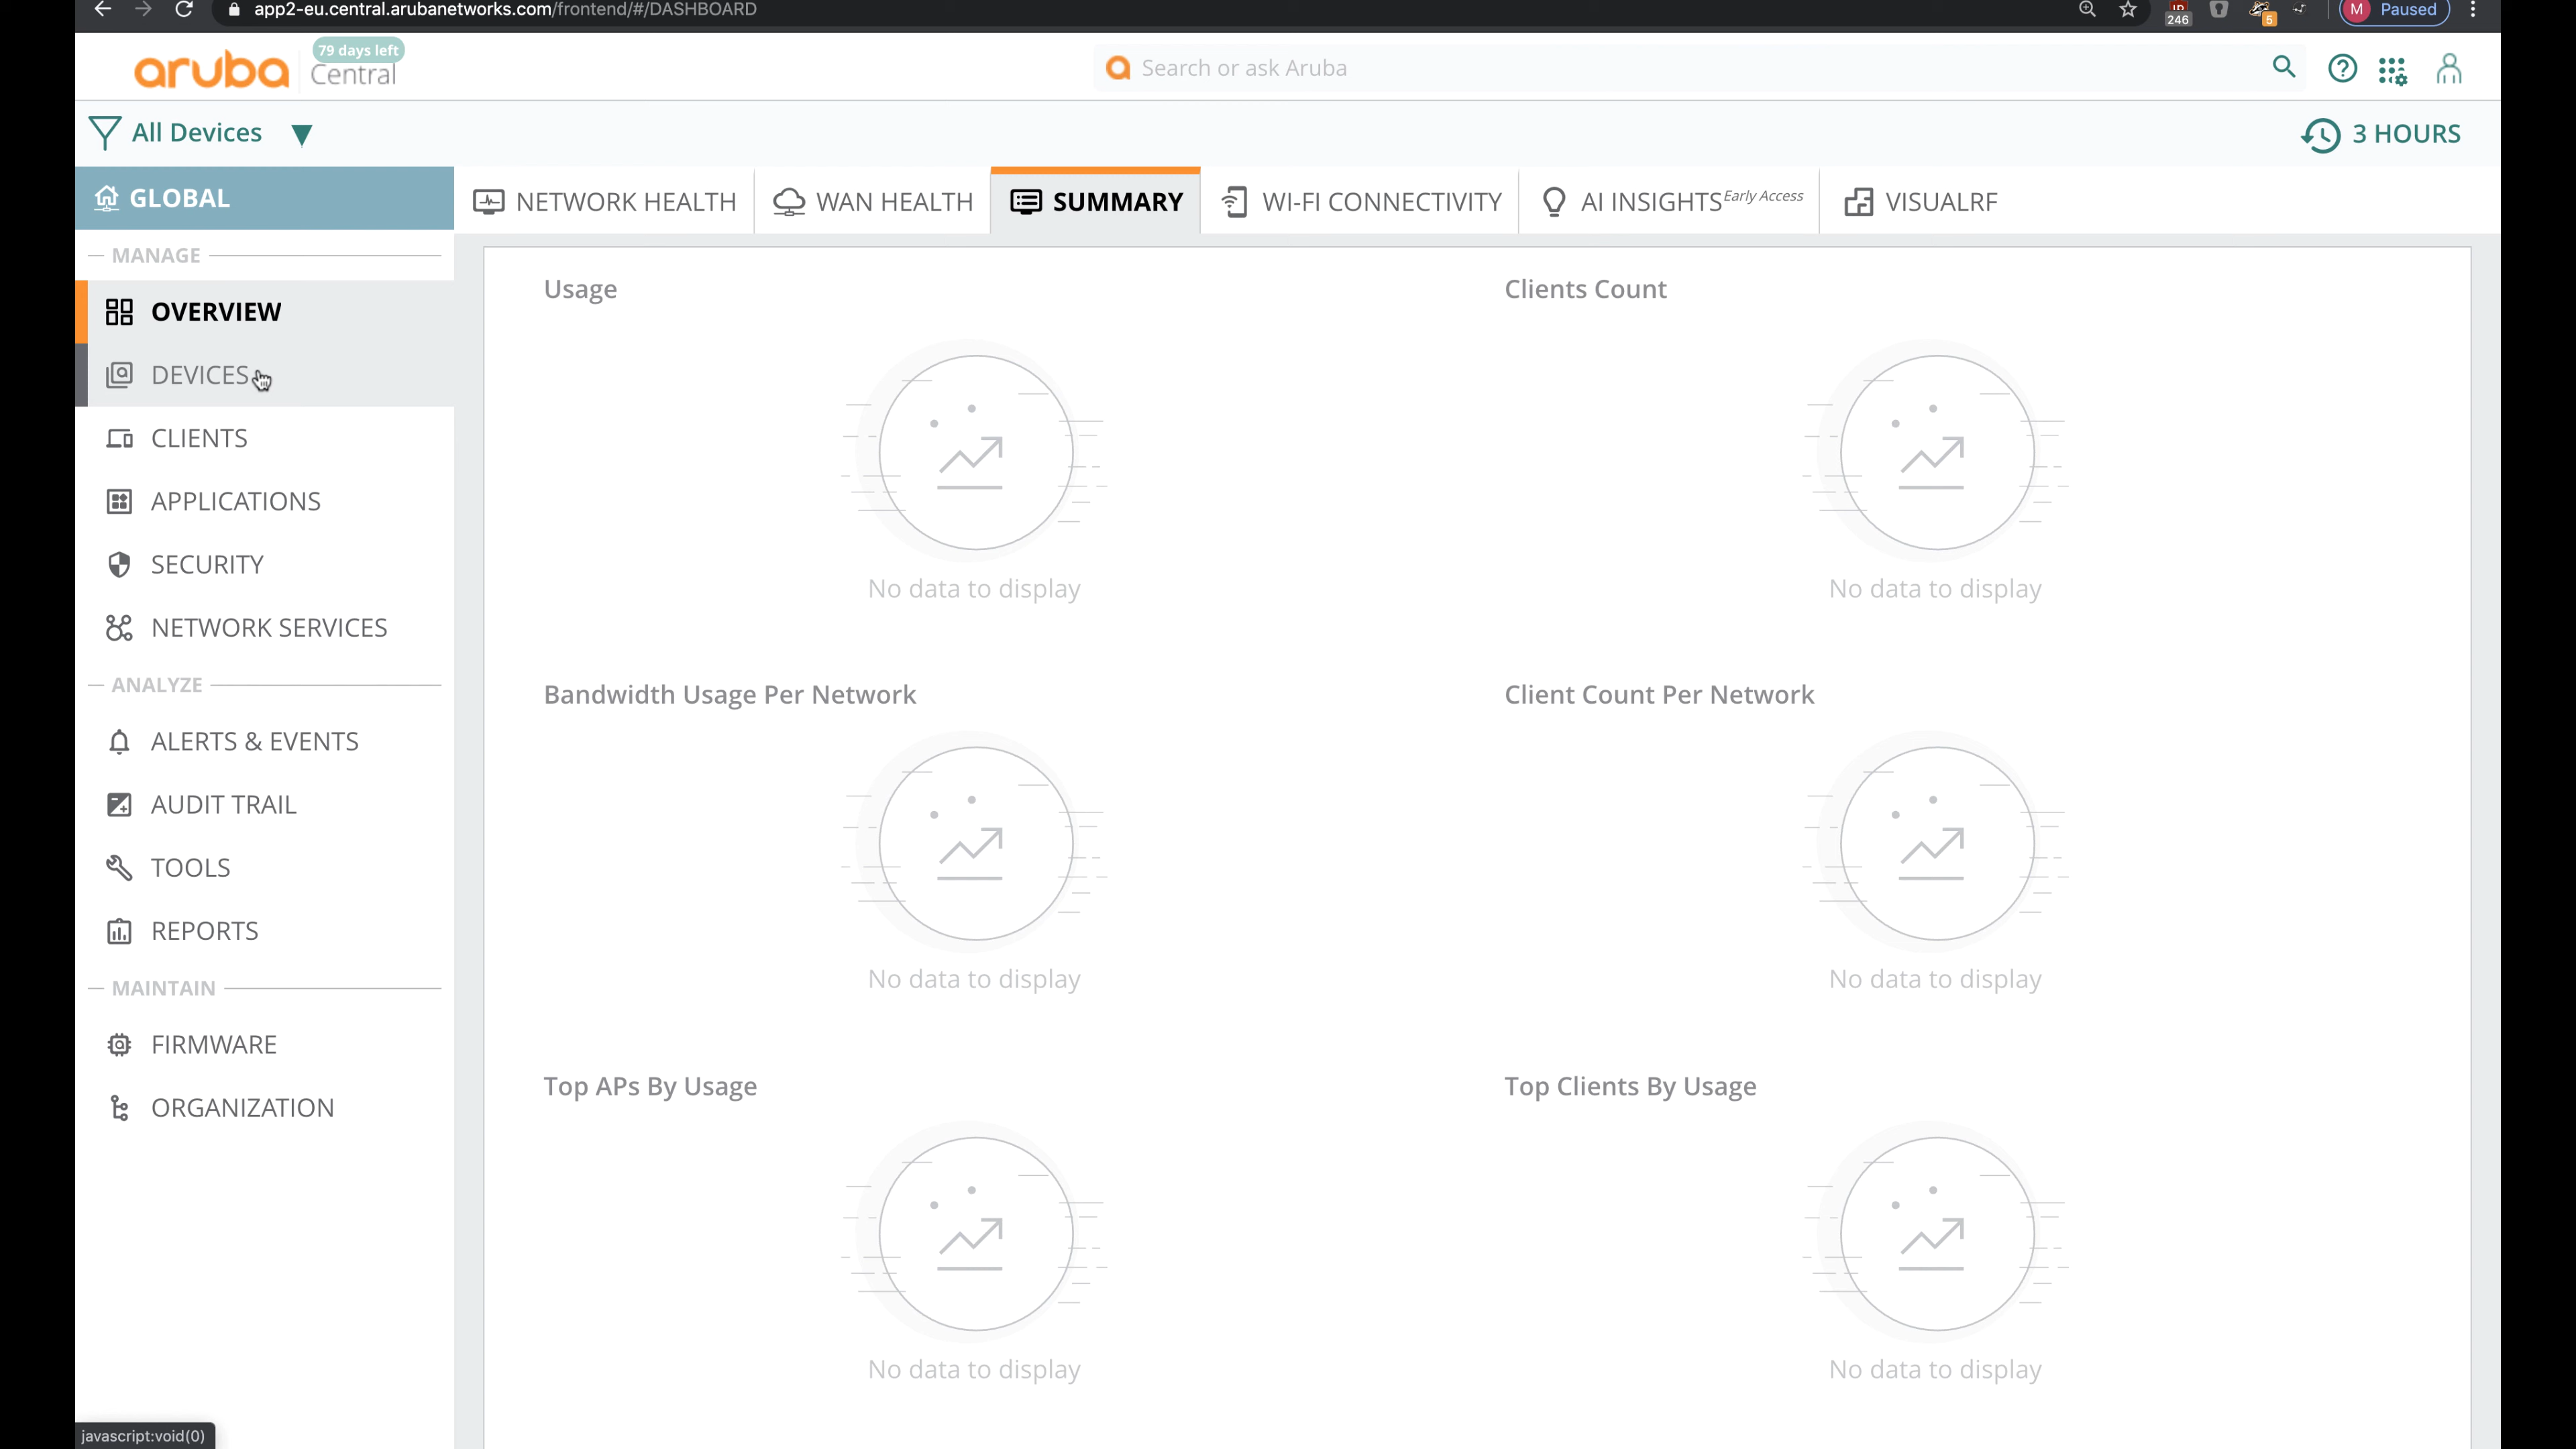 app2-eu.central.arubanetworks.com/frontend/#/DASHBOARD
246
5
M Paused
aruba
79 days left
Central
Search or ask Aruba
All Devices
3 HOURS
GLOBAL
NETWORK HEALTH
WAN HEALTH
SUMMARY
WI-FI CONNECTIVITY
AI INSIGHTS Early Access
VISUALRF
MANAGE
OVERVIEW
DEVICES
CLIENTS
APPLICATIONS
SECURITY
NETWORK SERVICES
ANALYZE
ALERTS & EVENTS
AUDIT TRAIL
TOOLS
REPORTS
MAINTAIN
FIRMWARE
ORGANIZATION
Usage
Clients Count
No data to display
No data to display
Bandwidth Usage Per Network
Client Count Per Network
No data to display
No data to display
Top APs By Usage
Top Clients By Usage
No data to display
No data to display
javascript:void(0)